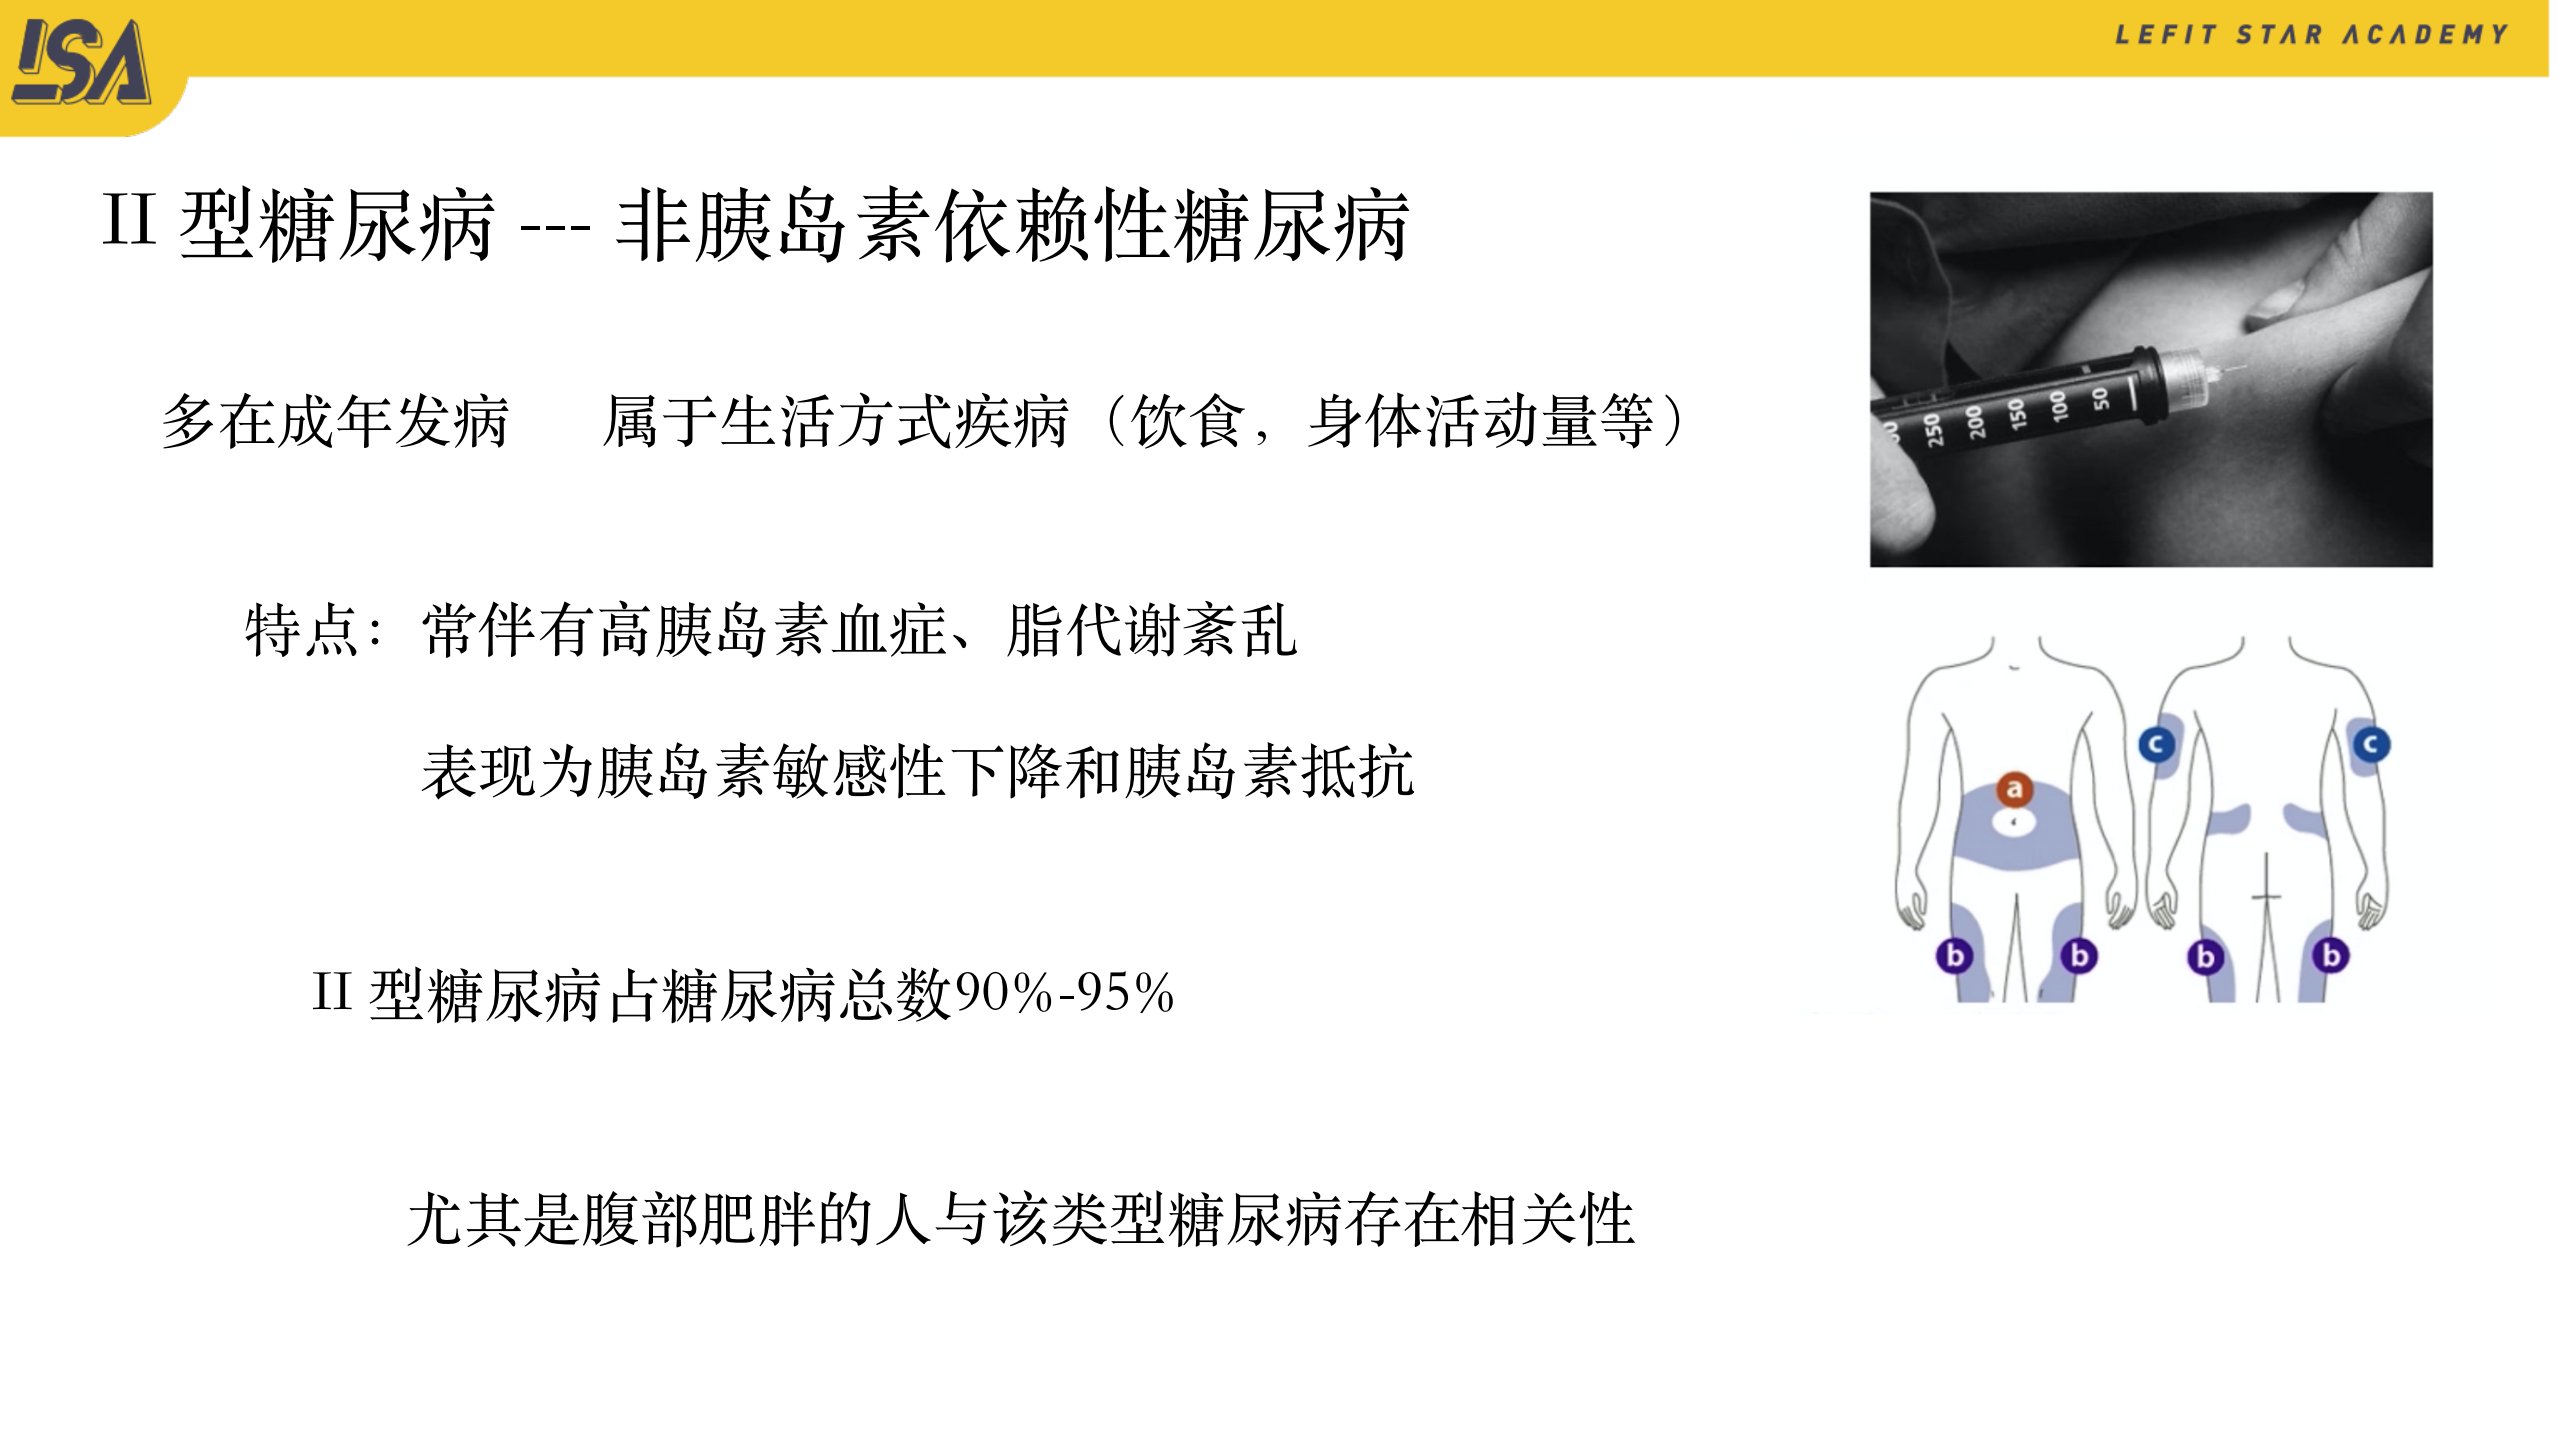 LSA
LEFIT STAR ACADEMY
II 型糖尿病 --- 非胰岛素依赖性糖尿病
多在成年发病 属于生活方式疾病（饮食，身体活动量等）
特点：常伴有高胰岛素血症、脂代谢紊乱
表现为胰岛素敏感性下降和胰岛素抵抗
II 型糖尿病占糖尿病总数90%-95%
尤其是腹部肥胖的人与该类型糖尿病存在相关性
250 200 150 100 50
c c
a
b b b b